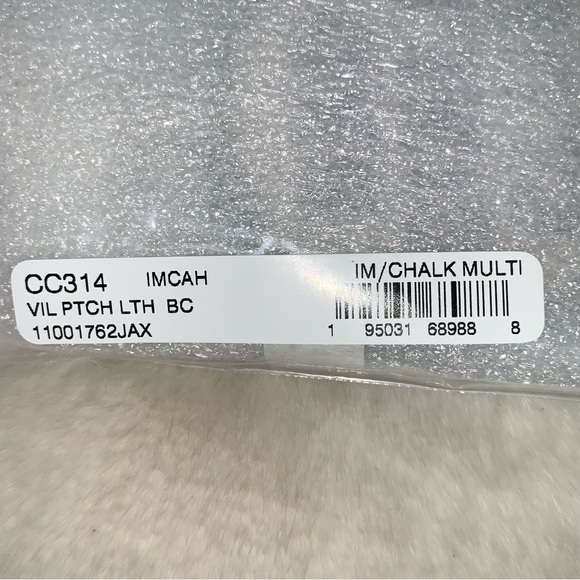 CC314 IMCAH IM/CHALK MULTI
VIL PTCH LTH BC
11001762JAX 1 95031 68988 8